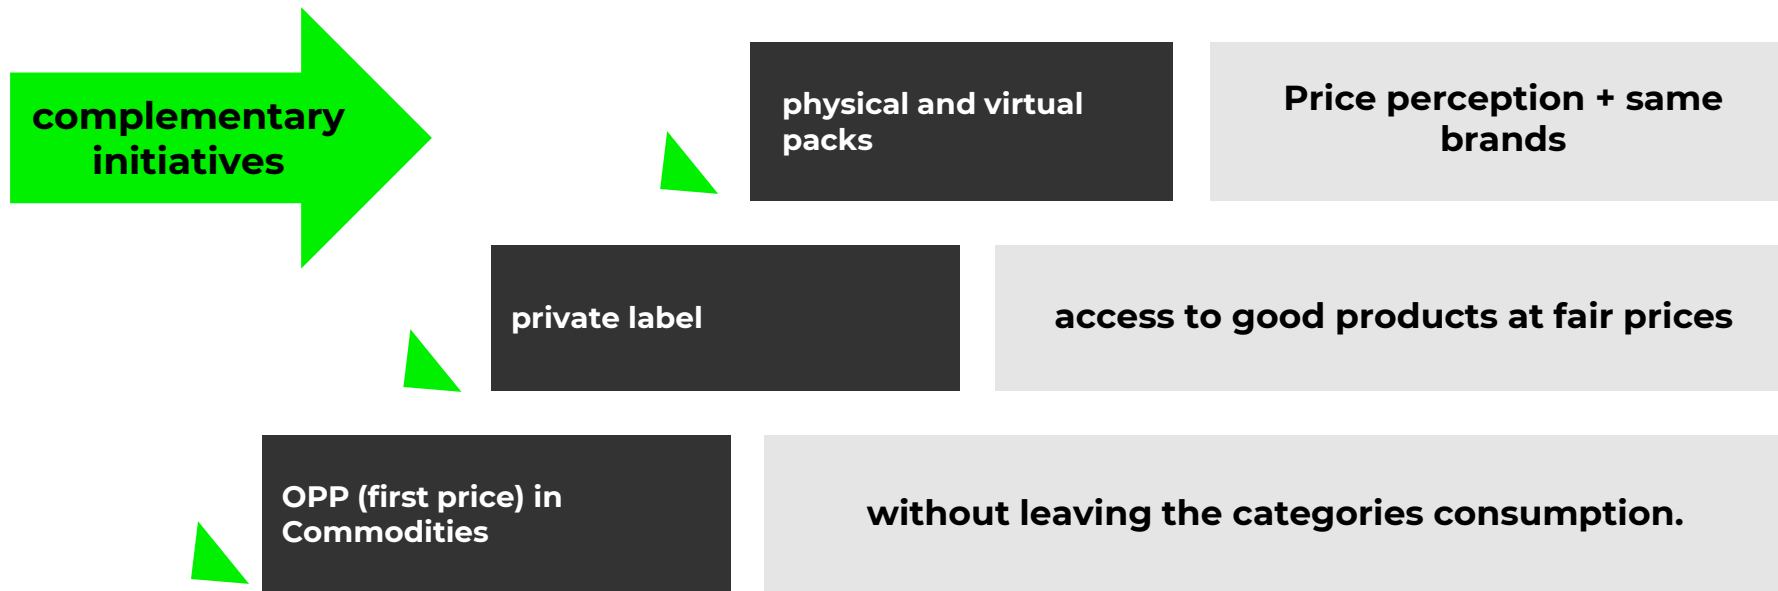 complementary
initiatives
physical and virtual
packs
Price perception + same
brands
private label
access to good products at fair prices
OPP (first price) in
Commodities
without leaving the categories consumption.